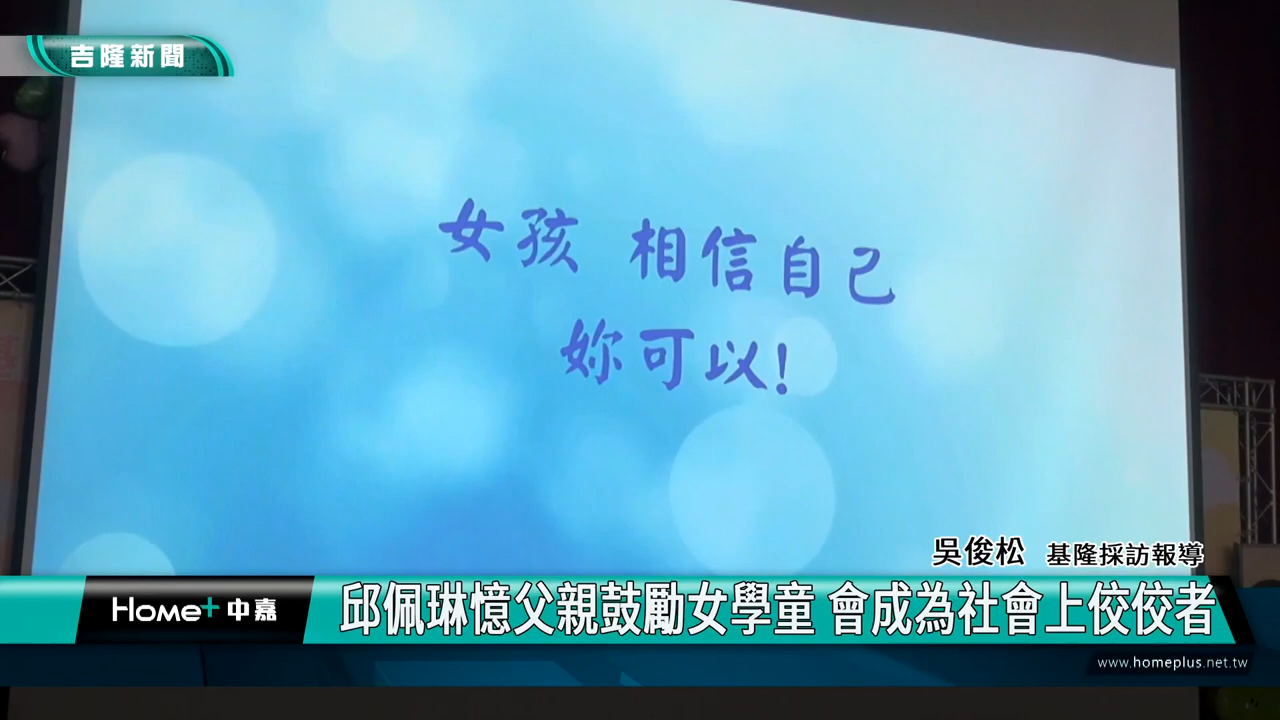 吉隆新聞
女孩 相信自己
妳可以!
吳俊松 基隆採訪報導
Home+中嘉
邱佩琳憶父親鼓勵女學童 會成為社會上佼佼者
www.homeplus.net.tw